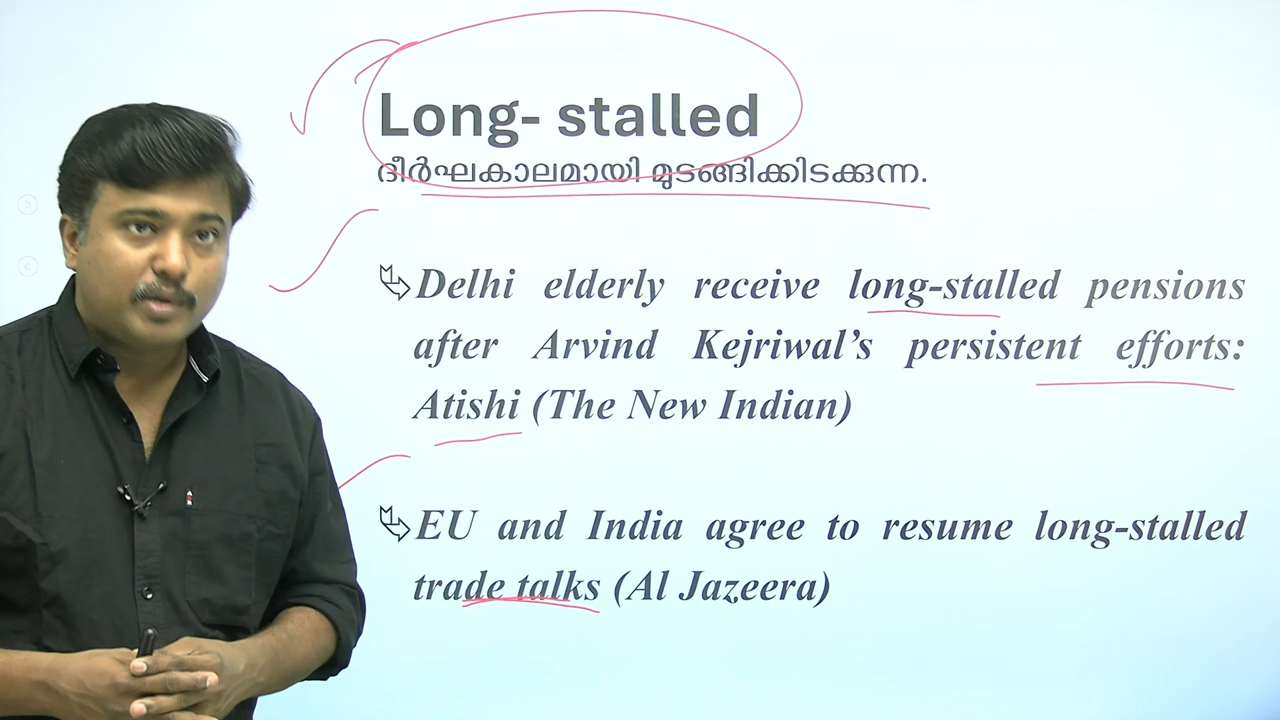 Long- stalled
ദീർഘകാലമായി മുടങ്ങിക്കിടക്കുന്ന.
Delhi elderly receive long-stalled pensions
after Arvind Kejriwal’s persistent efforts:
Atishi (The New Indian)
EU and India agree to resume long-stalled
trade talks (Al Jazeera)